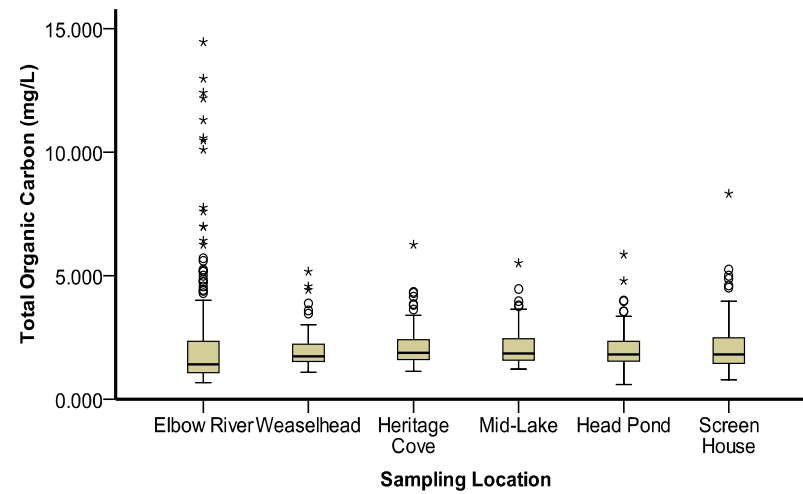 Total Organic Carbon (mg/L)
15.000
10.000
5.000
0.000
Elbow River
Weaselhead
Heritage
Cove
Mid-Lake
Head Pond
Screen
House
Sampling Location